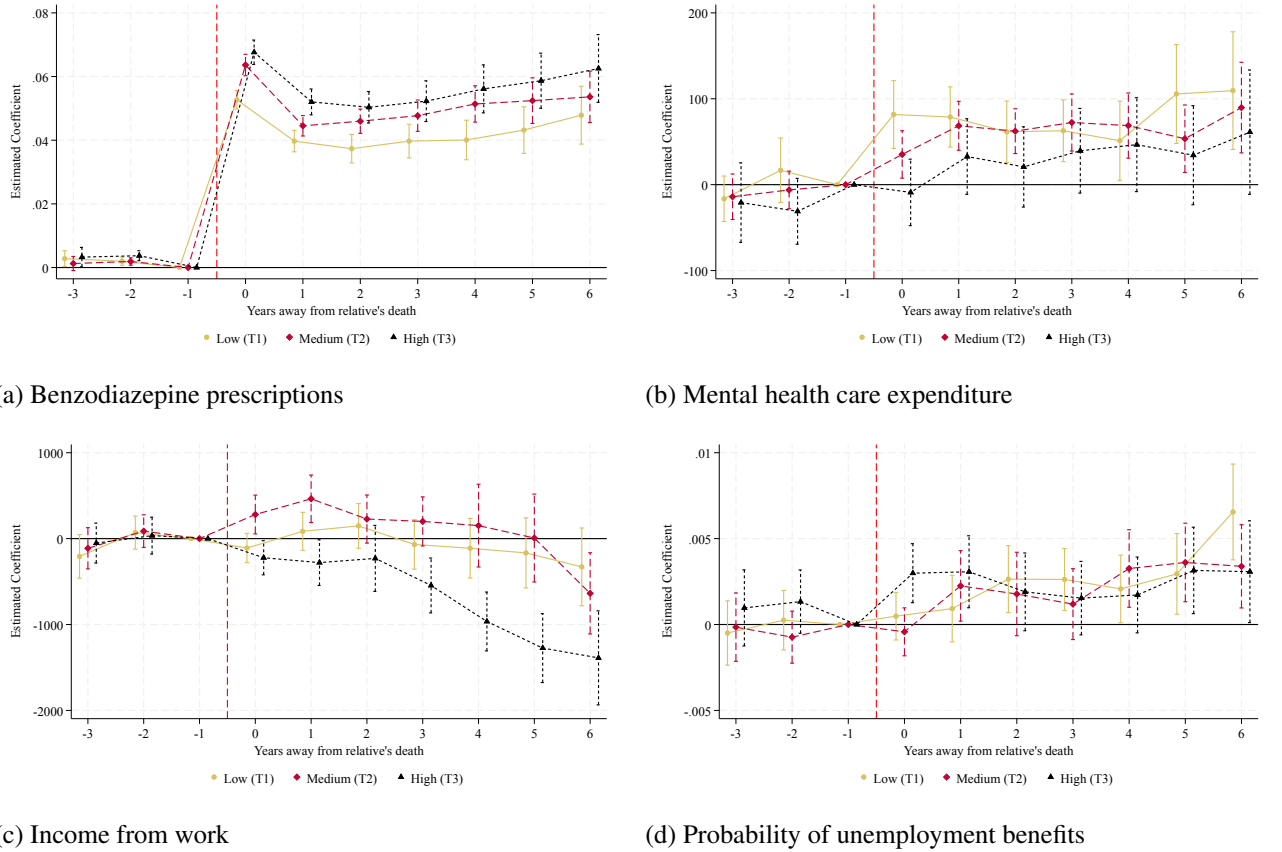 .08
.06
.04
.02
0
Estimated Coefficient
-3 -2 -1 0 1 2 3 4 5 6
Years away from relative's death
Low (T1) Medium (T2) High (T3)
(a) Benzodiazepine prescriptions
200
100
0
-100
Estimated Coefficient
-3 -2 -1 0 1 2 3 4 5 6
Years away from relative's death
Low (T1) Medium (T2) High (T3)
(b) Mental health care expenditure
1000
0
-1000
-2000
Estimated Coefficient
-3 -2 -1 0 1 2 3 4 5 6
Years away from relative's death
Low (T1) Medium (T2) High (T3)
(c) Income from work
.01
.005
0
-.005
Estimated Coefficient
-3 -2 -1 0 1 2 3 4 5 6
Years away from relative's death
Low (T1) Medium (T2) High (T3)
(d) Probability of unemployment benefits